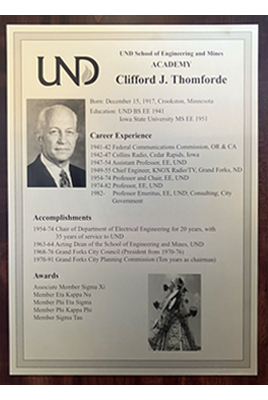 UND
UND School of Engineering and Mines
ACADEMY
Clifford J. Thomforde
Born: December 15, 1917, Crookston, Minnesota
Education: UND BS EE 1941
Iowa State University MS EE 1951
Career Experience
1941-42 Federal Communications Commission, OR & CA
1942-47 Collins Radio, Cedar Rapids, Iowa
1947-54 Assistant Professor, EE, UND
1949-55 Chief Engineer, KNOX Radio/TV, Grand Forks, ND
1954-74 Professor and Chair, EE, UND
1974-82 Professor, EE, UND
1982- Professor Emeritus, EE, UND; Consulting, City
Government
Accomplishments
1954-74 Chair of Department of Electrical Engineering for 20 years, with
35 years of service to UND
1963-64 Acting Dean of the School of Engineering and Mines, UND
1968-76 Grand Forks City Council (President from 1970-76)
1970-91 Grand Forks City Planning Commission (Ten years as chairman)
Awards
Associate Member Sigma Xi
Member Eta Kappa Nu
Member Phi Eta Sigma
Member Phi Kappa Phi
Member Sigma Tau